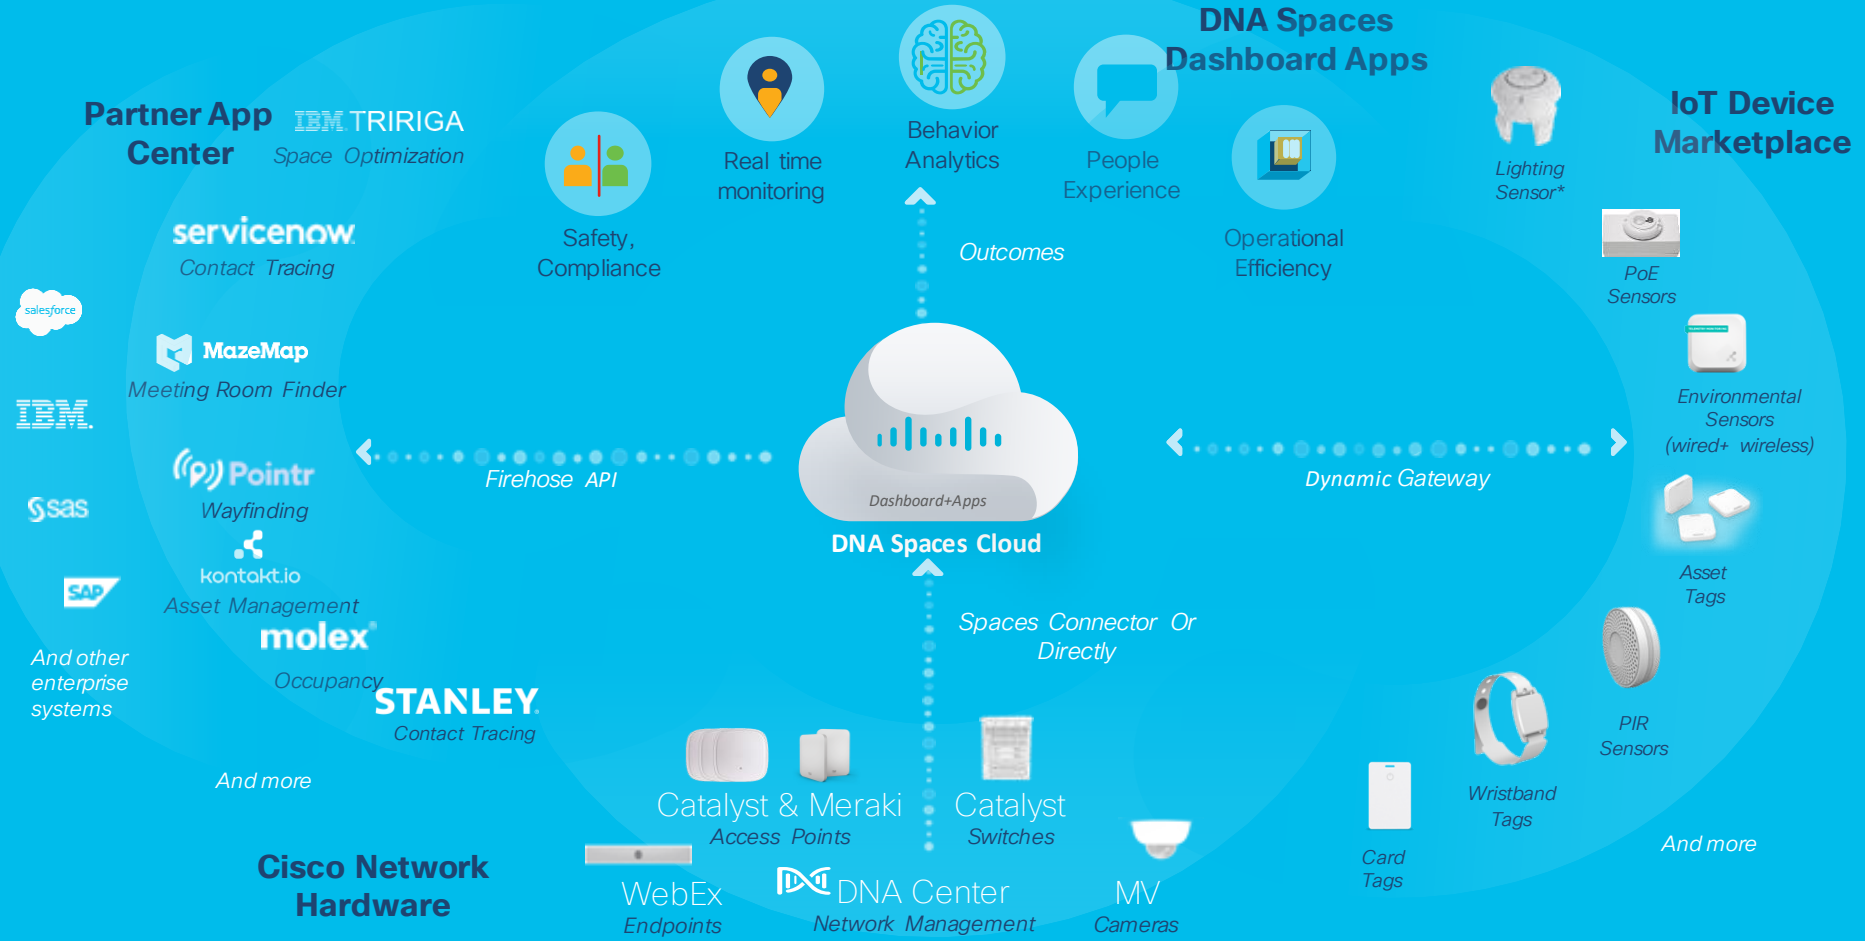 DNA Spaces
Dashboard Apps
Partner App
Center
IBM TRIRIGA
Space Optimization
servicenow
Contact Tracing
salesforce
MazeMap
Meeting Room Finder
IBM.
Pointr
Wayfinding
sas
kontakt.io
Asset Management
SAP
molex®
Occupancy
And other
enterprise
systems
STANLEY
Contact Tracing
And more
Safety,
Compliance
Real time
monitoring
Behavior
Analytics
People
Experience
Operational
Efficiency
Outcomes
Firehose API
Dashboard+Apps
DNA Spaces Cloud
Dynamic Gateway
Spaces Connector Or
Directly
IoT Device
Marketplace
Lighting
Sensor*
PoE
Sensors
Environmental
Sensors
(wired+ wireless)
Asset
Tags
PIR
Sensors
Wristband
Tags
Card
Tags
And more
Cisco Network
Hardware
Catalyst & Meraki
Access Points
Catalyst
Switches
WebEx
Endpoints
DNA Center
Network Management
MV
Cameras